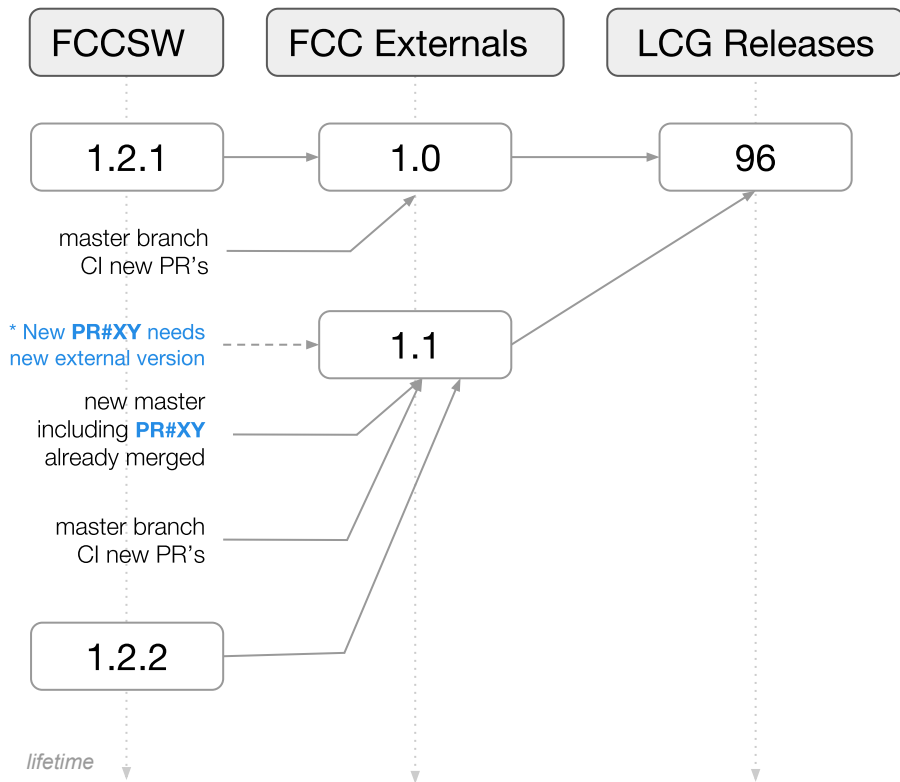 FCCSW
FCC Externals
LCG Releases
1.2.1
1.0
96
master branch
CI new PR's
* New PR#XY needs
new external version
1.1
new master
including PR#XY
already merged
master branch
CI new PR's
1.2.2
lifetime